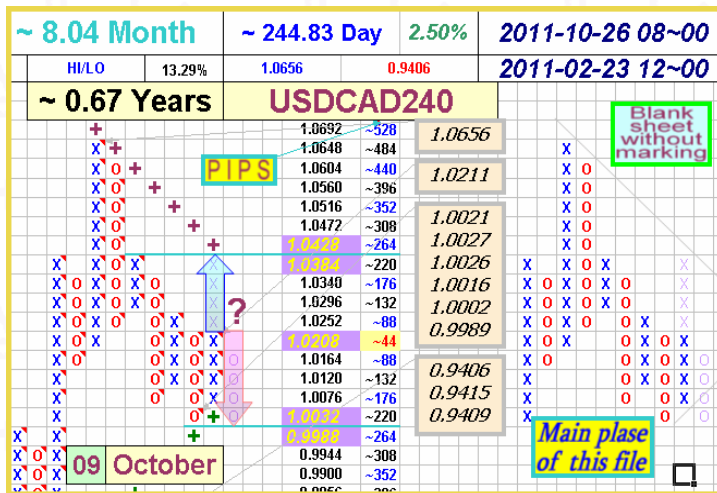 ~ 8.04 Month ~ 244.83 Day 2.50% 2011-10-26 08~00
HI/LO 13.29% 1.0656 0.9406 2011-02-23 12~00
~ 0.67 Years USDCAD240
Blank
sheet
without
marking
PIPS
1.0692 ~528
1.0648 ~484
1.0604 ~440
1.0560 ~396
1.0516 ~352
1.0472 ~308
1.0428 ~264
1.0384 ~220
1.0340 ~176
1.0296 ~132
1.0252 ~88
1.0208 ~44
1.0164 ~88
1.0120 ~132
1.0076 ~176
1.0032 ~220
0.9988 ~264
0.9944 ~308
0.9900 ~352
1.0656
1.0211
1.0021
1.0027
1.0026
1.0016
1.0002
0.9989
0.9406
0.9415
0.9409
?
09 October
Main plase
of this file